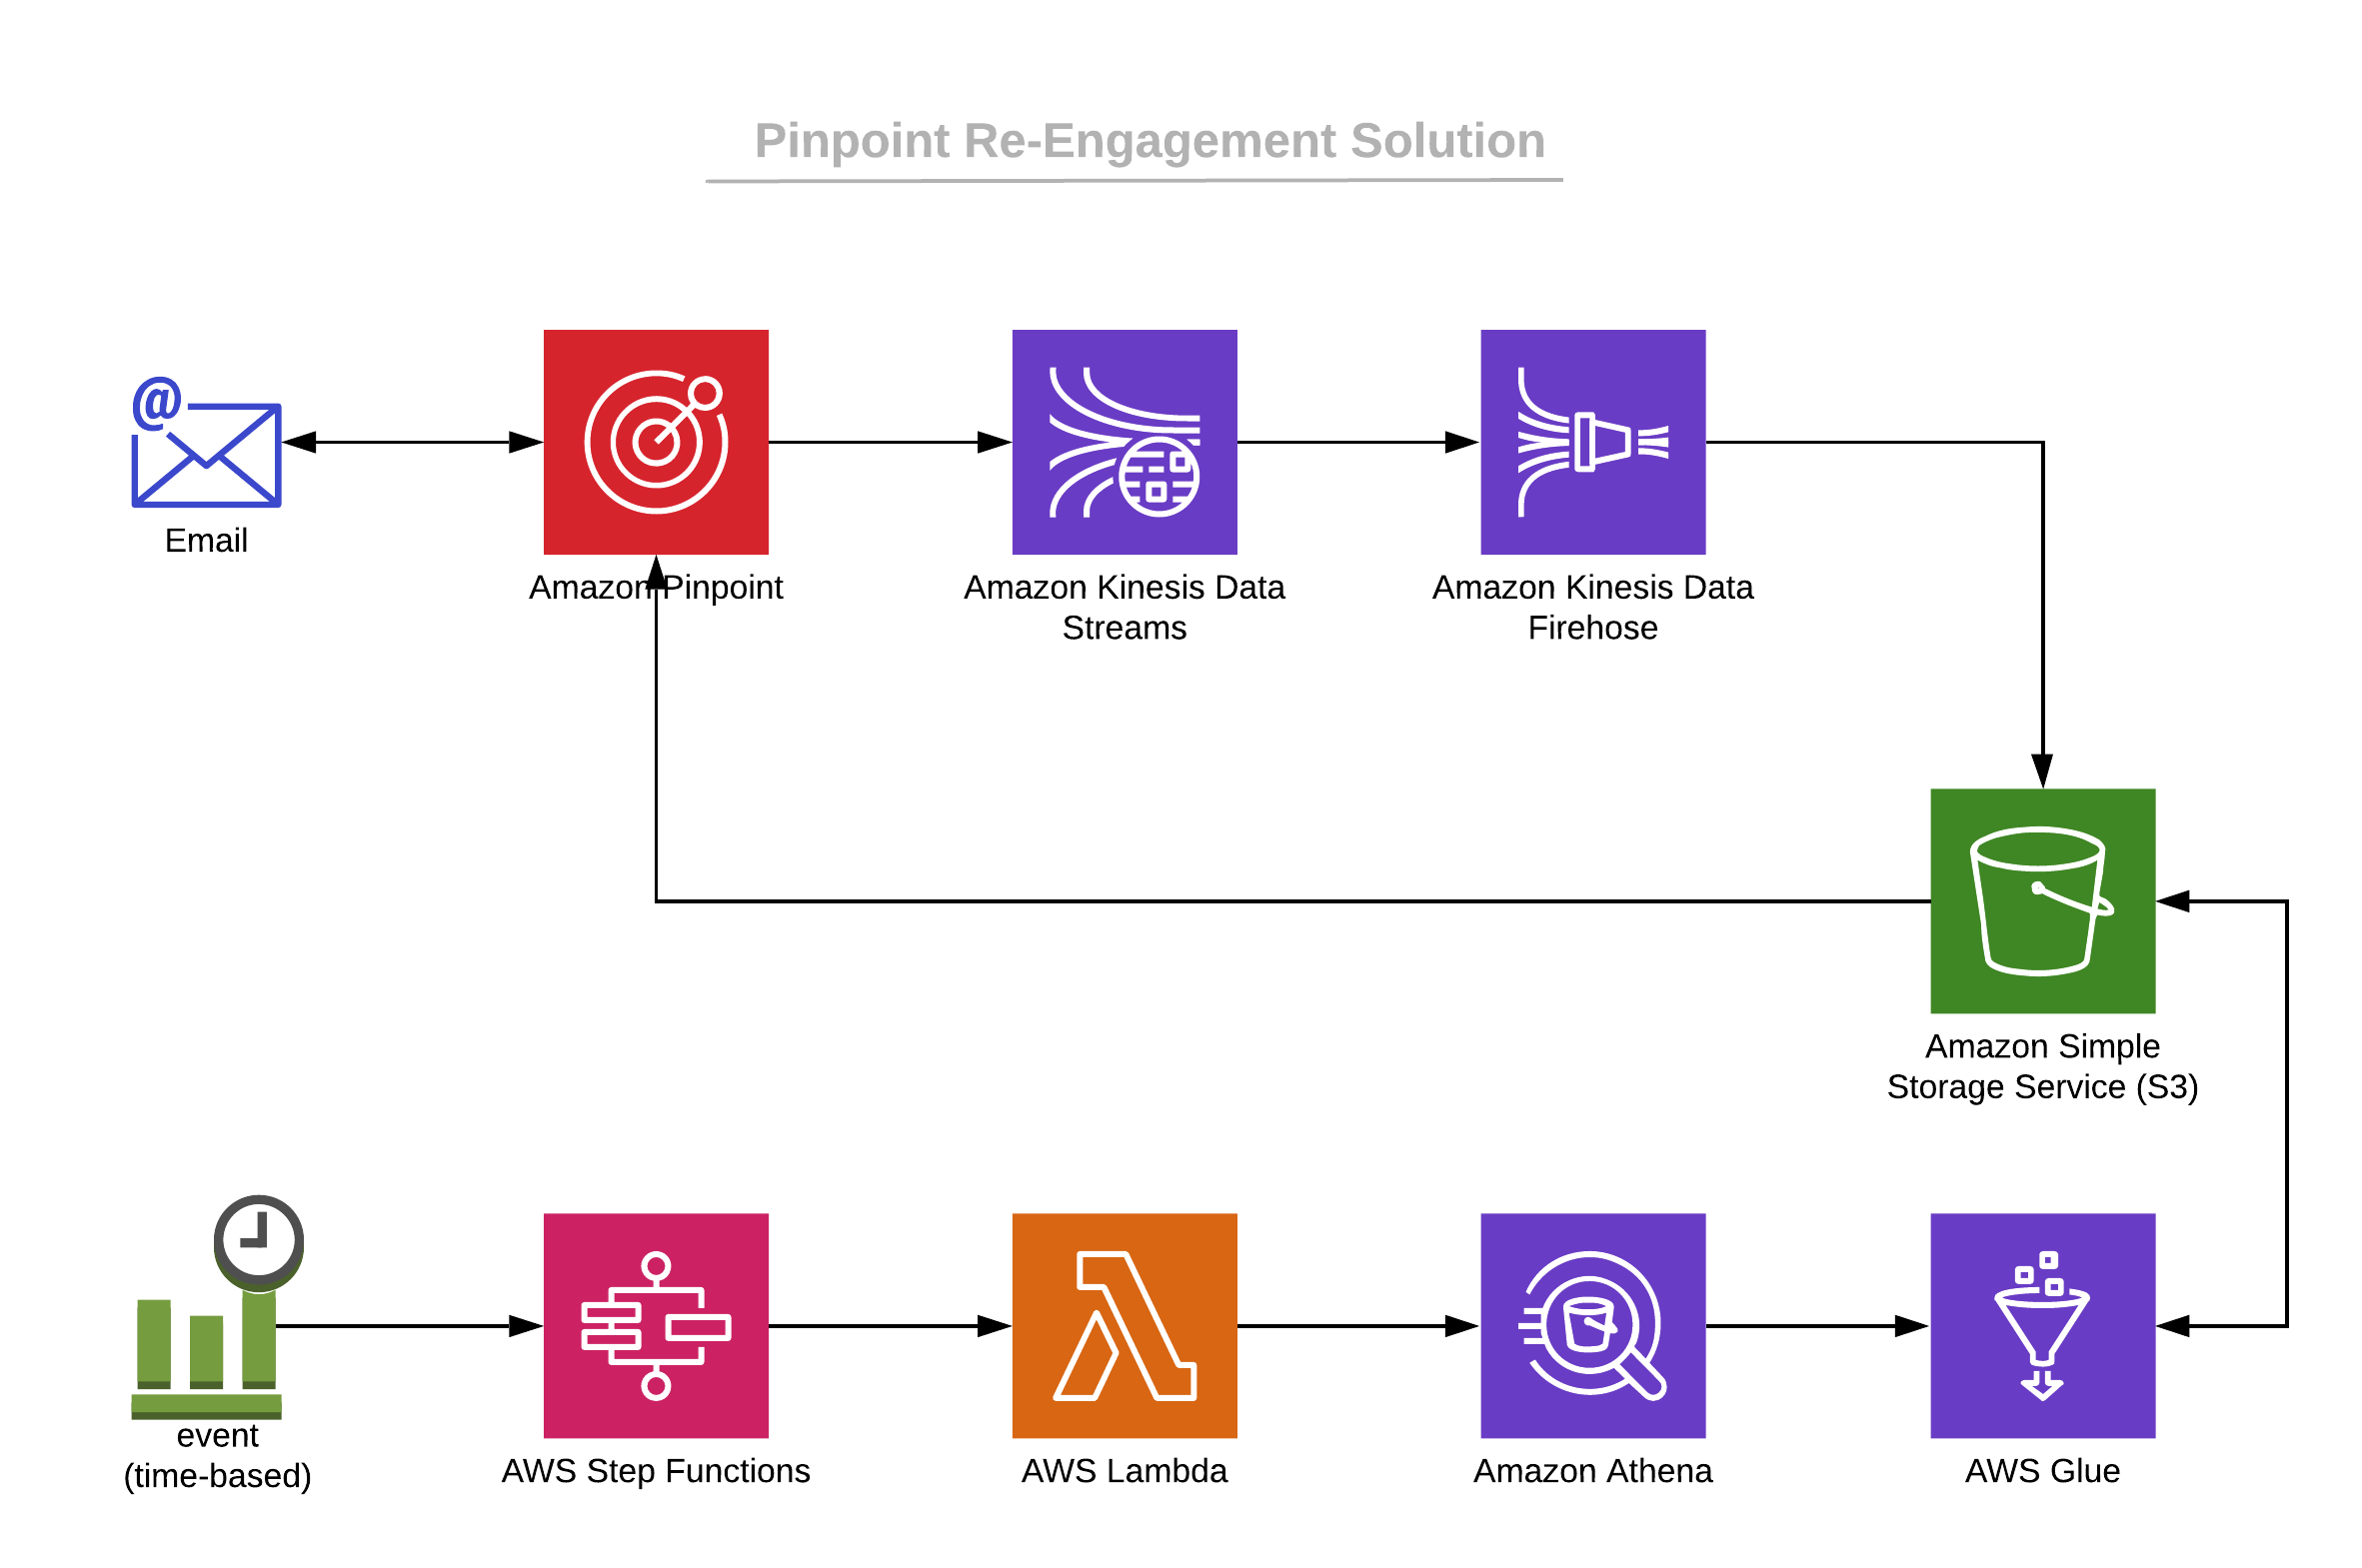 Pinpoint Re-Engagement Solution
@
Email
Amazon Pinpoint
Amazon Kinesis Data
Streams
Amazon Kinesis Data
Firehose
Amazon Simple
Storage Service (S3)
event
(time-based)
AWS Step Functions
AWS Lambda
Amazon Athena
AWS Glue